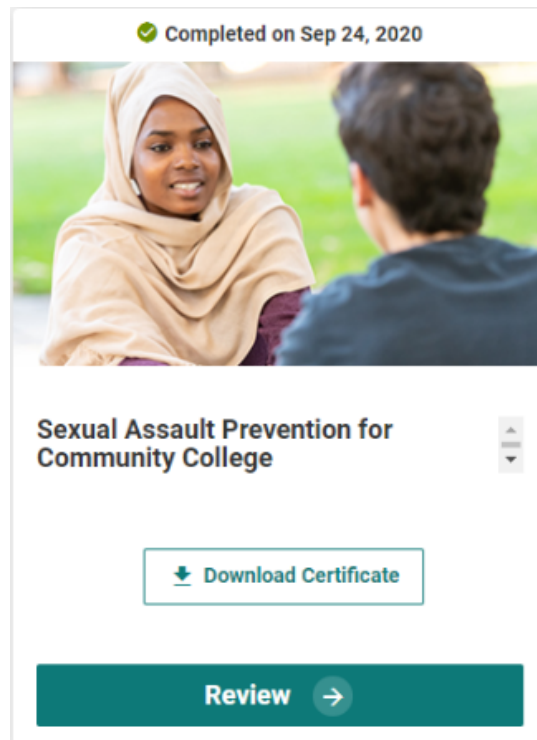 Completed on Sep 24, 2020
Sexual Assault Prevention for
Community College
Download Certificate
Review